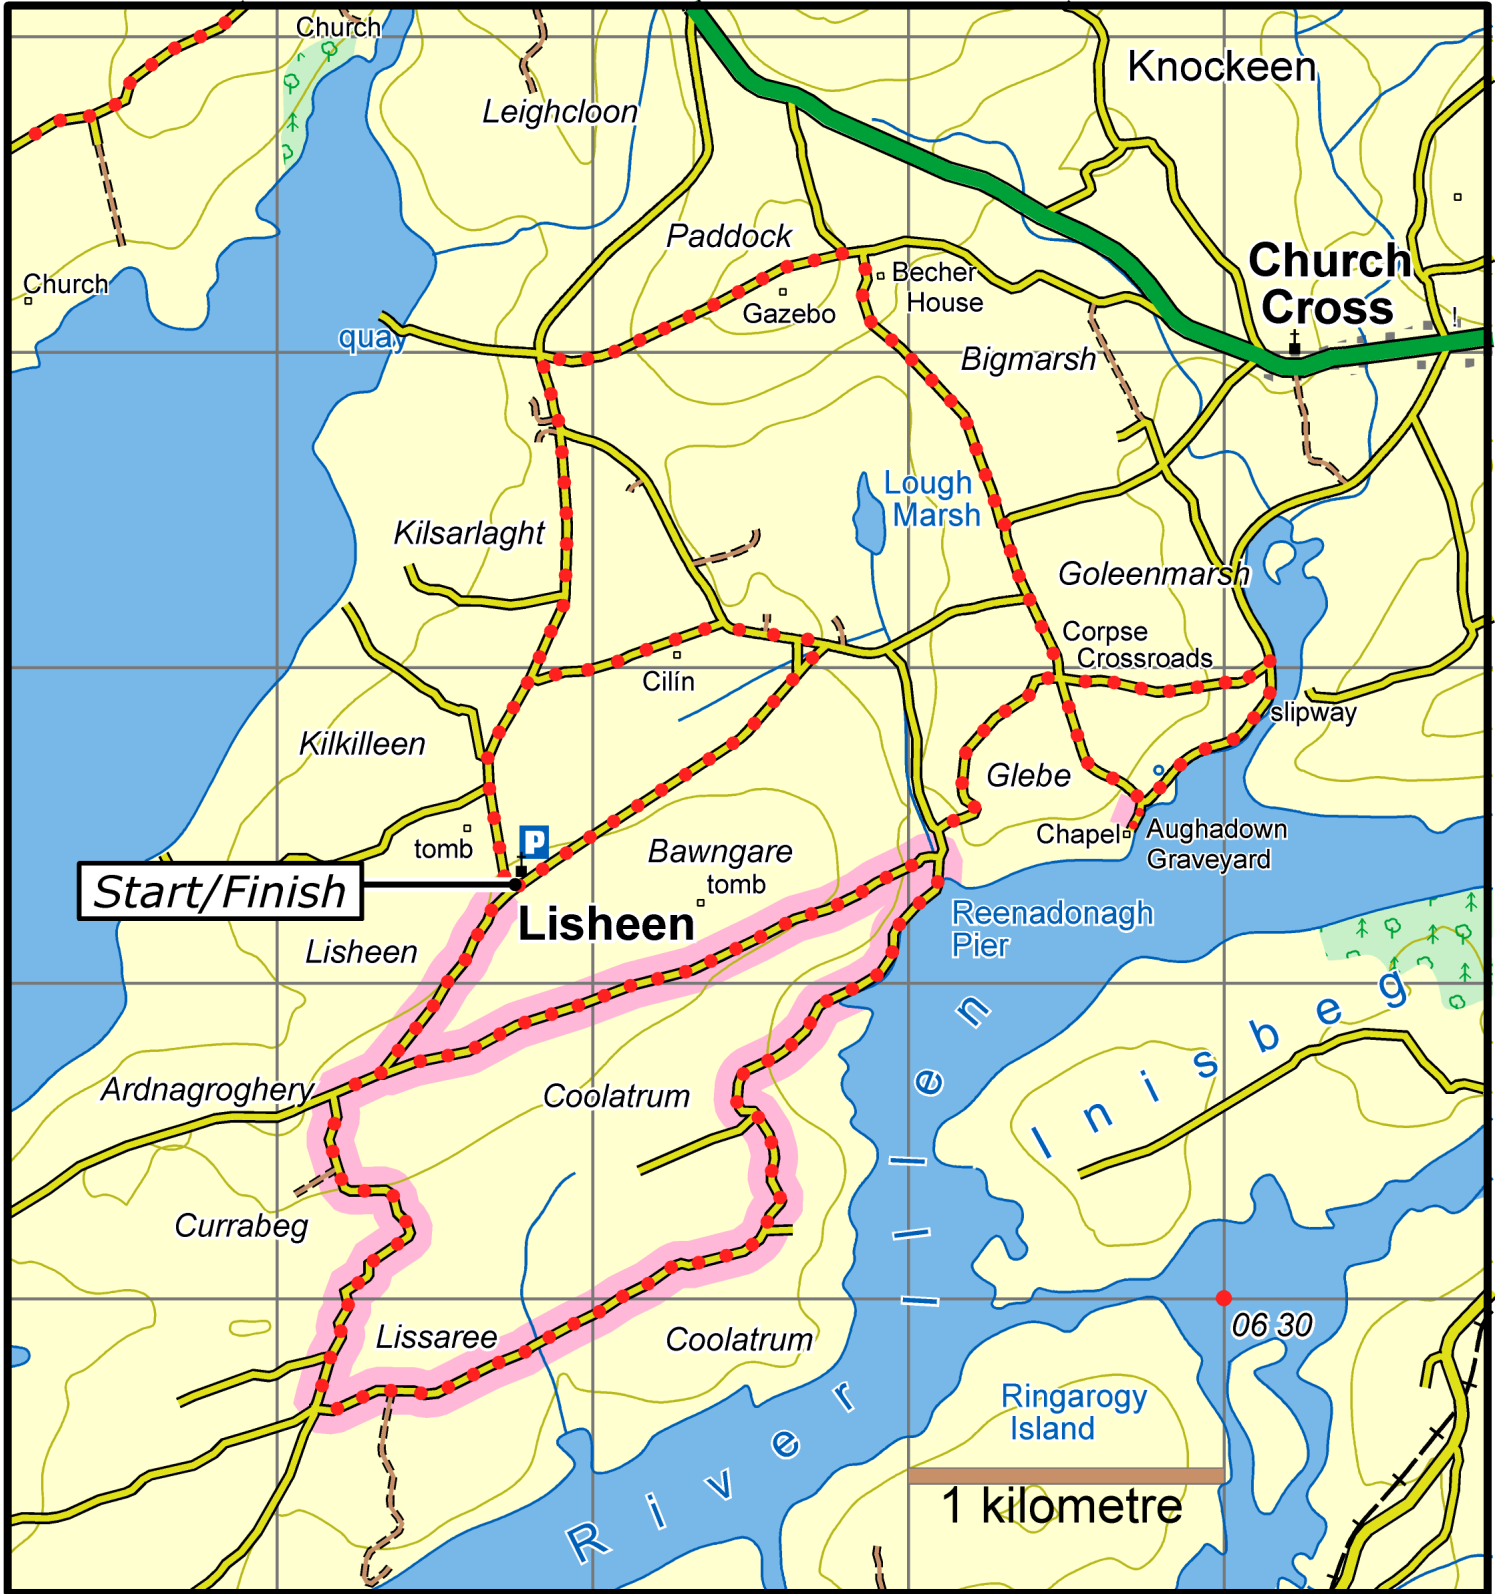 Church
Knockeen
Leighcloon
Paddock
Church
Cross
Becher
House
Church
Gazebo
!
quay
Bigmarsh
Lough
Marsh
Kilsarlaght
Goleenmarsh
Corpse
Crossroads
Cilín
slipway
Kilkilleen
Glebe
P
tomb
Bawngare
Chapel
Aughadown
Graveyard
tomb
Start/Finish
Lisheen
Reenadonagh
Pier
Lisheen
Inisbeg
Ardnagroghery
Coolatrum
Currabeg
06 30
Lissaree
Coolatrum
Ringarogy
Island
1 kilometre
River Illen